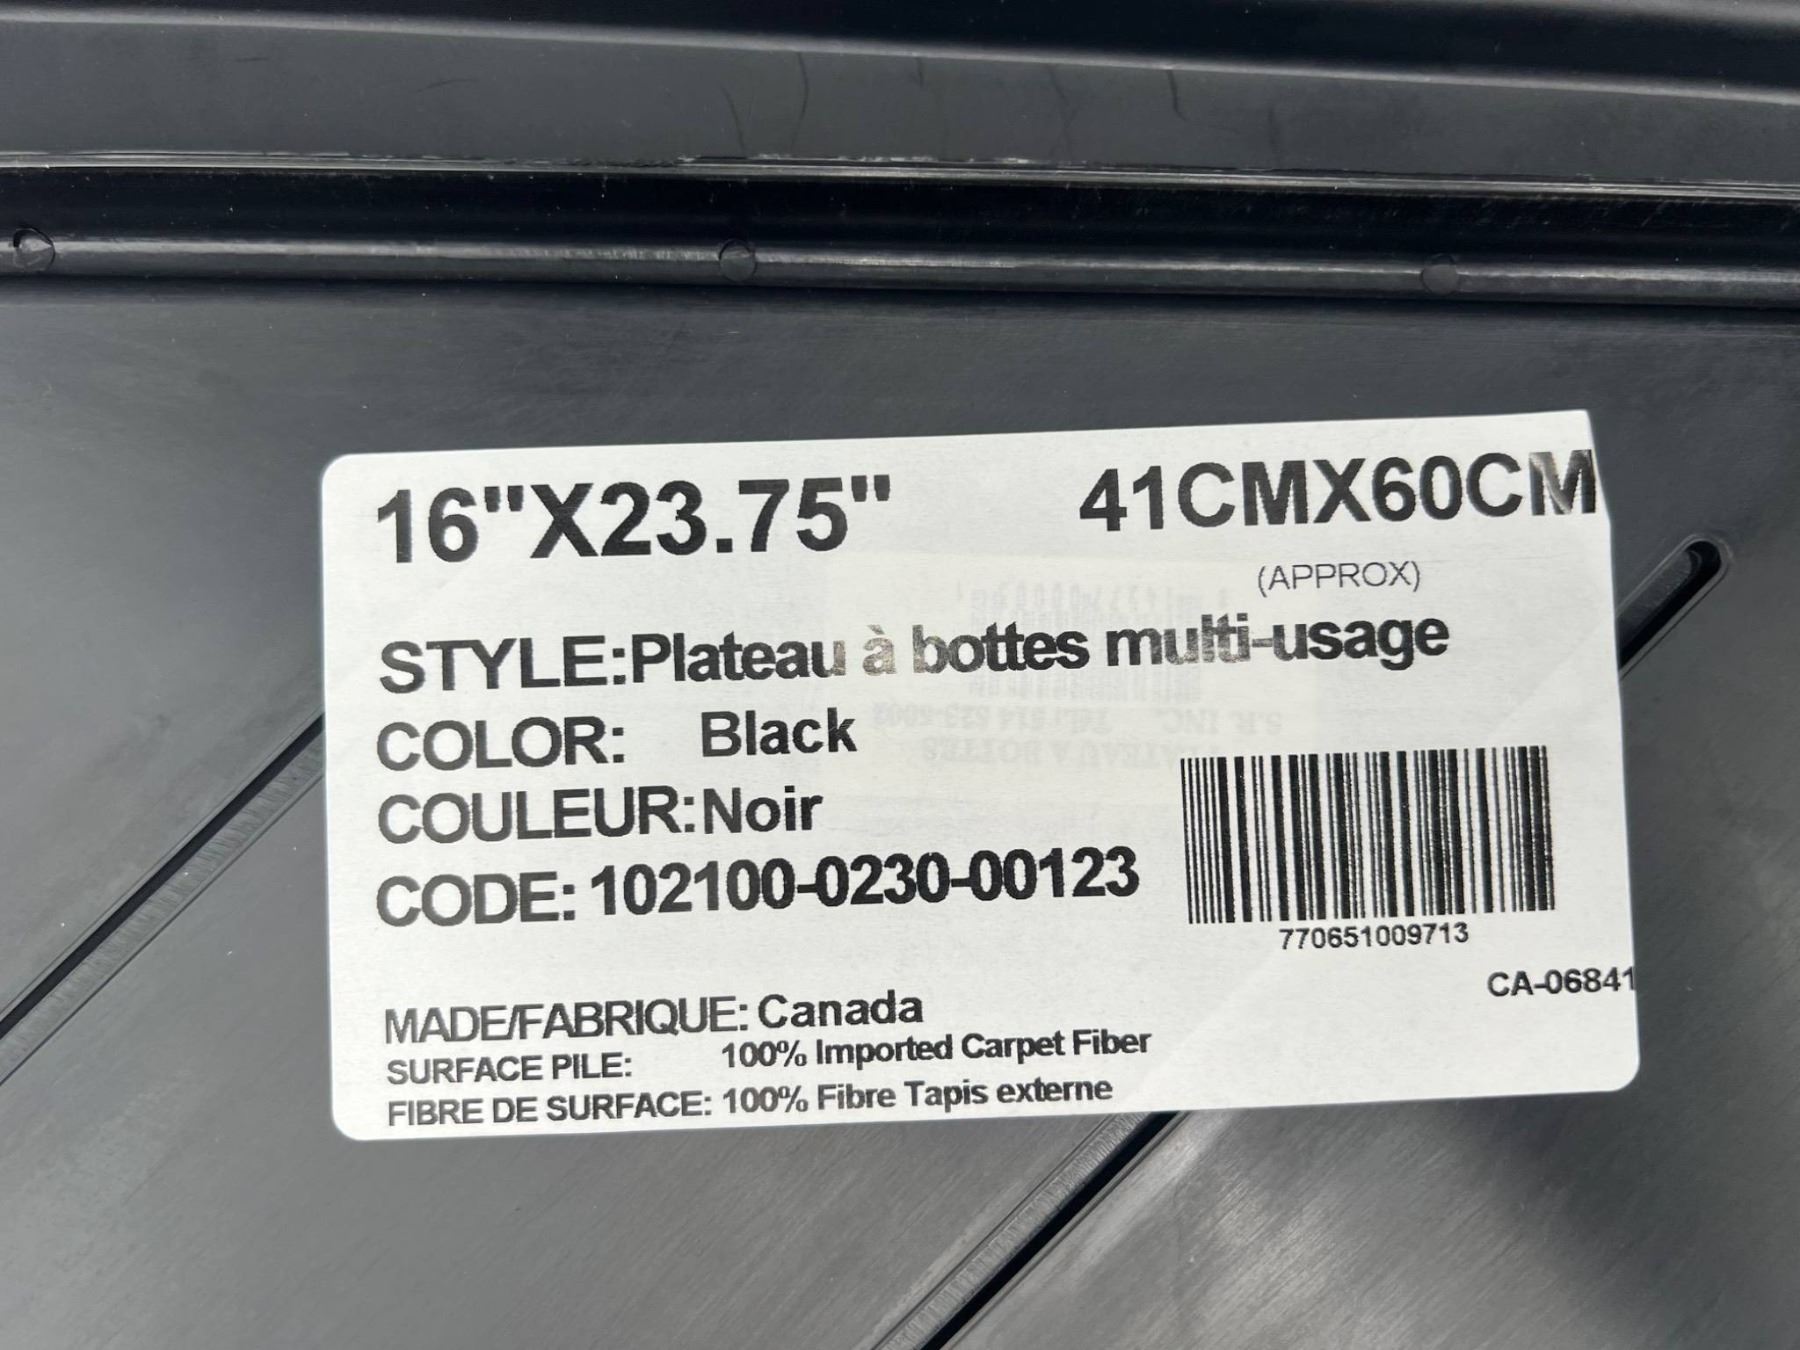 16"X23.75" 41CMX60CM
(APPROX)
STYLE:Plateau à bottes multi-usage
COLOR: Black
COULEUR:Noir
CODE: 102100-0230-00123
770651009713
CA-06841
MADE/FABRIQUE: Canada
SURFACE PILE: 100% Imported Carpet Fiber
FIBRE DE SURFACE: 100% Fibre Tapis externe